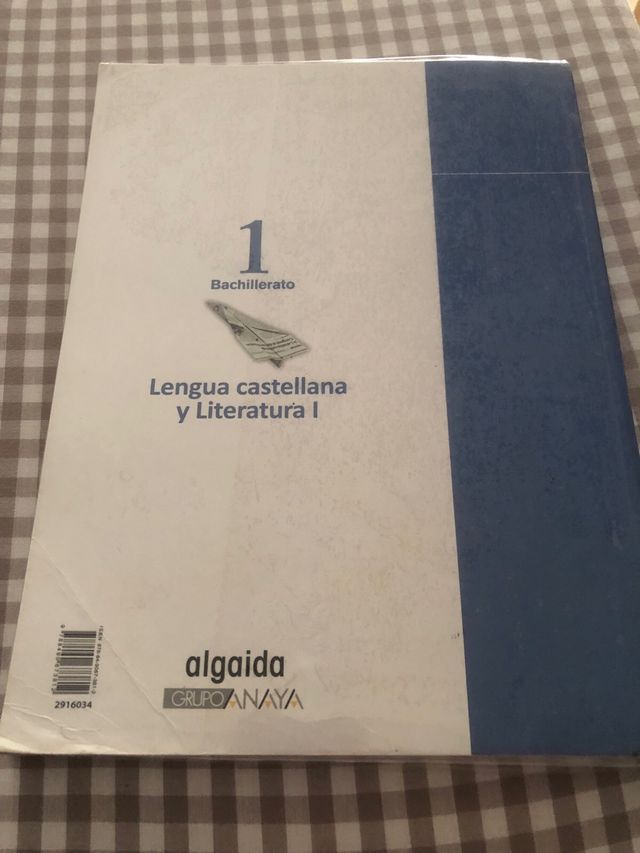 1
Bachillerato
Lengua castellana
y Literatura I
algaida
GRUPO ANAYA
2916034